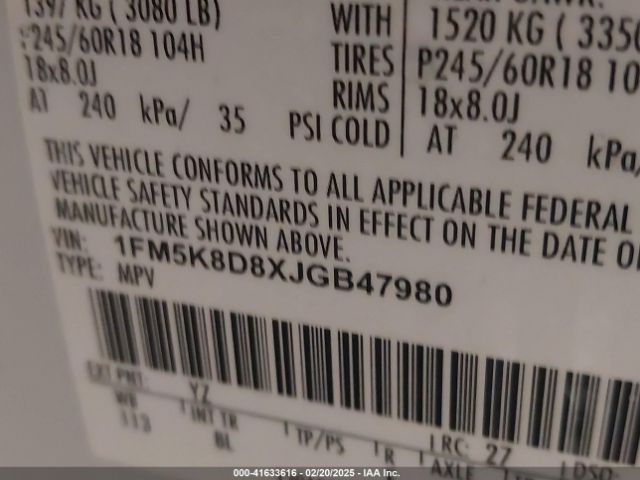 1397 KG ( 3080 LB) WITH 1520 KG ( 335
P245/60R18 104H TIRES P245/60R18 10
18x8.0J RIMS 18x8.0J
AT 240 kPa/ 35 PSI COLD AT 240 kPa/
THIS VEHICLE CONFORMS TO ALL APPLICABLE FEDERAL
VEHICLE SAFETY STANDARDS IN EFFECT ON THE DATE O
MANUFACTURE SHOWN ABOVE.
VIN: 1FM5K8D8XJGB47980
TYPE: MPV
EXT PNT: YZ RC: 27 DSO:
WB INT TR TP/PS R AXLE
113 BL
000-41633616 - 02/20/2025 - IAA Inc.